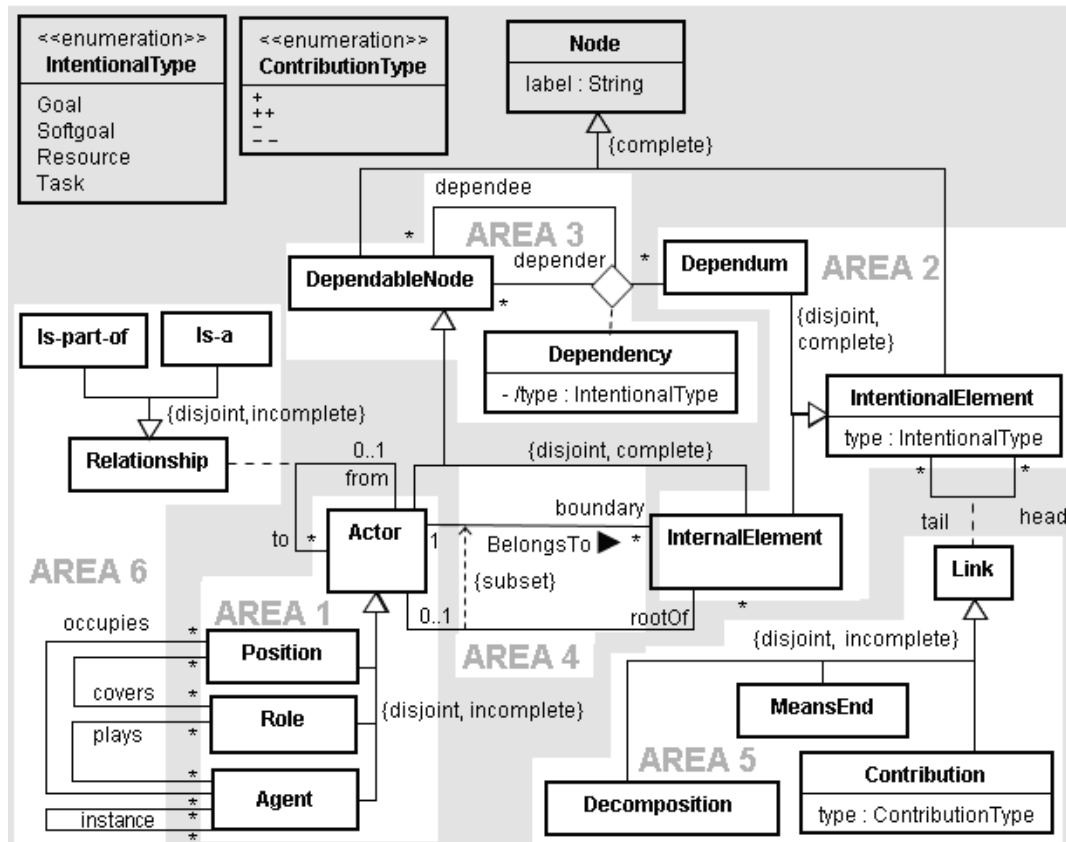 <<enumeration>>
IntentionalType
Goal
Softgoal
Resource
Task
<<enumeration>>
ContributionType
+
++
–
– –
Node
label : String
{complete}
dependee
*
AREA 3
depender
*
*
DependableNode
Dependum
AREA 2
{disjoint,
complete}
Dependency
- /type : IntentionalType
IntentionalElement
type : IntentionalType
*
*
tail
head
Is-part-of
Is-a
{disjoint,incomplete}
Relationship
0..1
from
to
*
{disjoint, complete}
Actor
1
boundary
BelongsTo ▶
*
InternalElement
{subset}
0..1
rootOf
*
Link
AREA 6
AREA 1
AREA 4
occupies
*
Position
*
covers
*
Role
{disjoint, incomplete}
plays
*
*
Agent
*
*
instance
*
{disjoint, incomplete}
MeansEnd
AREA 5
Decomposition
Contribution
type : ContributionType